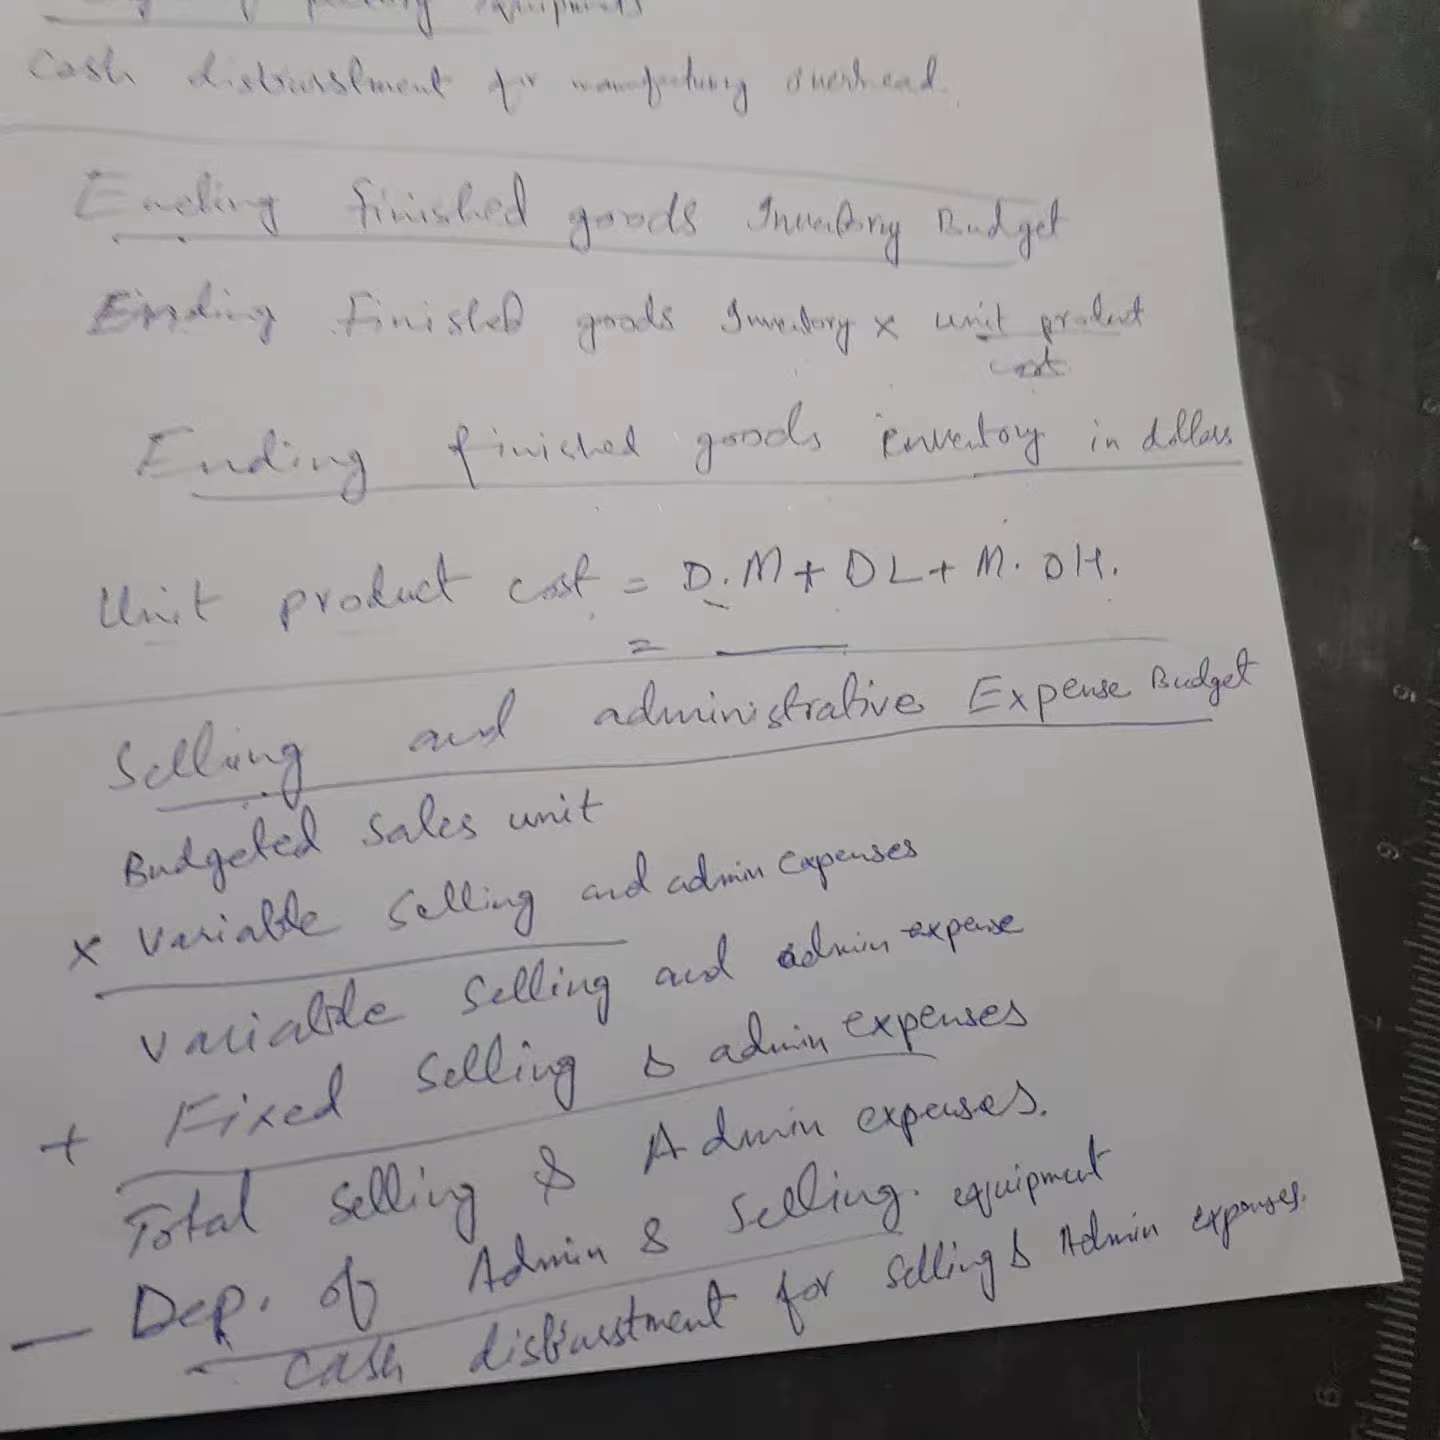 equipments
Cash disburstment for manufacturing overhead.
Ending finished goods Inventory Budget
Ending Finished goods Inventory x unit product
cost
Ending finished goods inventory in dollars
Unit product cost = D.M + DL + M. OH.
=
Selling and administrative Expense Budget
Budgeted sales unit
x Variable selling and admin expenses
Variable selling and admin expense
+ Fixed selling & admin expenses
Total selling & Admin expenses.
— Dep. of Admin & selling. equipment
cash disburstment for selling & Admin expenses.